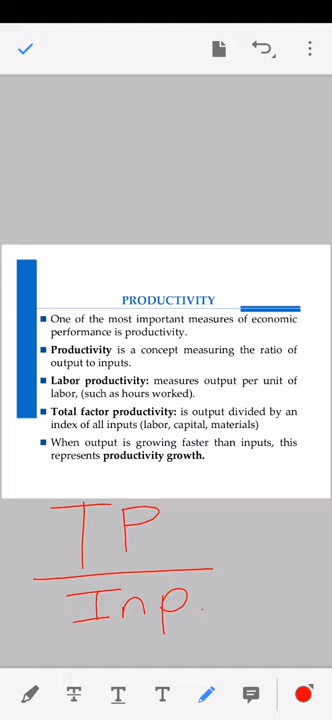 PRODUCTIVITY
■ One of the most important measures of economic
performance is productivity.
■ Productivity is a concept measuring the ratio of
output to inputs.
■ Labor productivity: measures output per unit of
labor, (such as hours worked).
■ Total factor productivity: is output divided by an
index of all inputs (labor, capital, materials)
■ When output is growing faster than inputs, this
represents productivity growth.
TP
Inp.
T T T